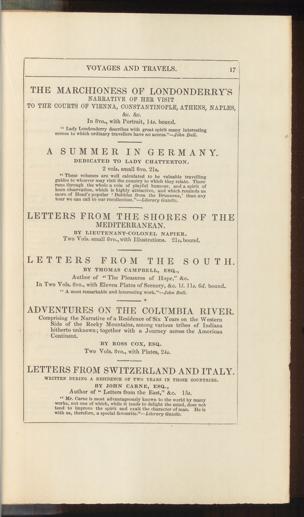 VOYAGES AND TRAVELS. 17
THE MARCHIONESS OF LONDONDERRY'S
NARRATIVE OF HER VISIT
TO THE COURTS OF VIENNA, CONSTANTINOPLE, ATHENS, NAPLES,
&c. &c.
In 8vo., with Portrait, 14s. bound.
"Lady Londonderry describes with great spirit many interesting
scenes to which ordinary travellers have no access."—John Bull.
A SUMMER IN GERMANY.
DEDICATED TO LADY CHATTERTON.
2 vols. small 8vo. 21s.
"These volumes are well calculated to be valuable travelling
guides to whoever may visit the country to which they relate. There
runs through the whole a vein of playful humour, and a spirit of
keen observation, which is highly attractive, and which reminds us
more of Head's popular 'Bubbles from the Brunnens,' than any
tour we can call to our recollection."—Literary Gazette.
LETTERS FROM THE SHORES OF THE
MEDITERRANEAN.
BY LIEUTENANT-COLONEL NAPIER.
Two Vols. small 8vo., with Illustrations. 21s. bound.
LETTERS FROM THE SOUTH.
BY THOMAS CAMPBELL, ESQ.,
Author of "The Pleasures of Hope," &c.
In Two Vols. 8vo., with Eleven Plates of Scenery, &c. 1l. 11s. 6d. bound.
"A most remarkable and interesting work."—John Bull.
ADVENTURES ON THE COLUMBIA RIVER.
Comprising the Narrative of a Residence of Six Years on the Western
Side of the Rocky Mountains, among various tribes of Indians
hitherto unknown; together with a Journey across the American
Continent.
BY ROSS COX, ESQ.
Two Vols. 8vo., with Plates, 24s.
LETTERS FROM SWITZERLAND AND ITALY.
WRITTEN DURING A RESIDENCE OF TWO YEARS IN THOSE COUNTRIES.
BY JOHN CARNE, ESQ.,
Author of "Letters from the East," &c. 15s.
"Mr. Carne is most advantageously known to the world by many
works, not one of which, while it tends to delight the mind, does not
tend to improve the spirit and exalt the character of man. He is
with us, therefore, a special favourite."—Literary Gazette.